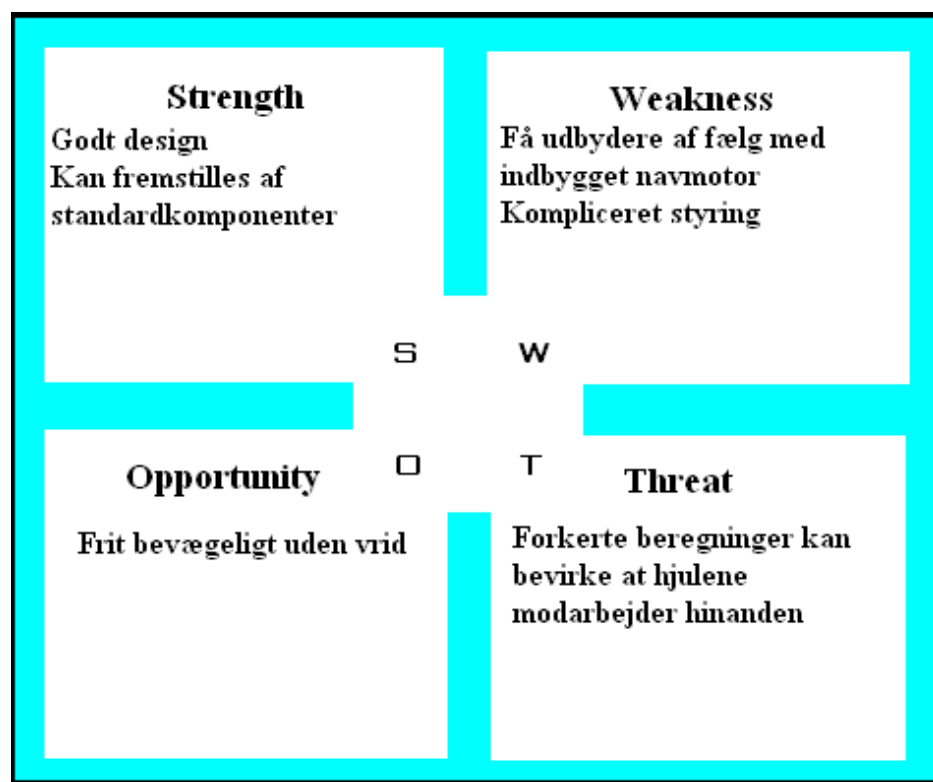 Strength
Godt design
Kan fremstilles af
standardkomponenter
Weakness
Få udbydere af fælg med
indbygget navmotor
Kompliceret styring
S W
O T
Opportunity
Frit bevægeligt uden vrid
Threat
Forkerte beregninger kan
bevirke at hjulene
modarbejder hinanden